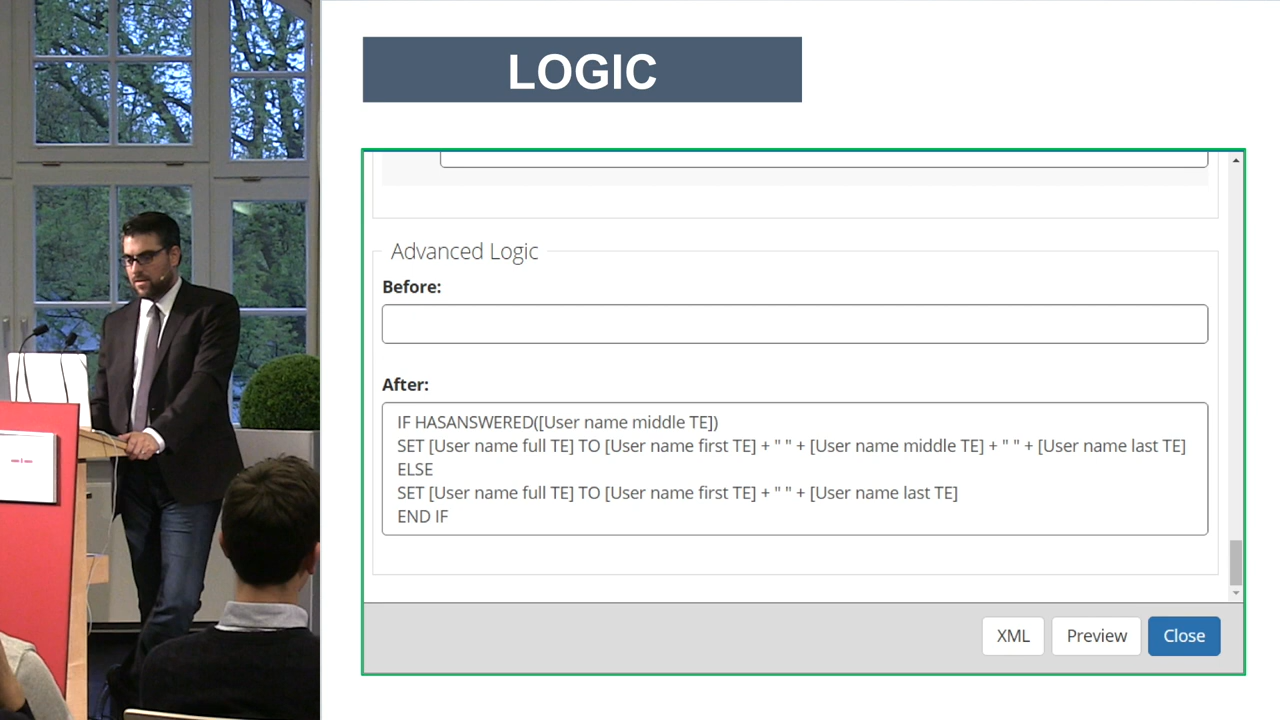 LOGIC
Advanced Logic
Before:
After:
IF HASANSWERED([User name middle TE])
SET [User name full TE] TO [User name first TE] + " " + [User name middle TE] + " " + [User name last TE]
ELSE
SET [User name full TE] TO [User name first TE] + " " + [User name last TE]
END IF
XML
Preview
Close